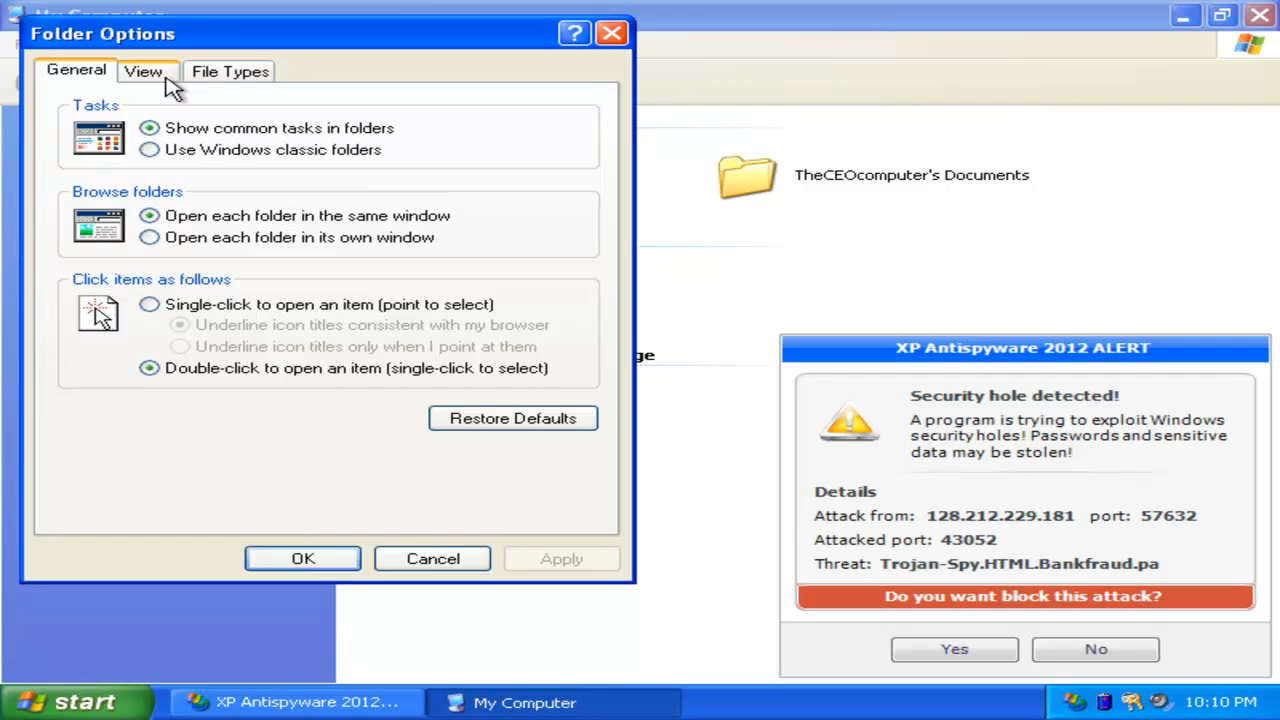 My Computer
Folder Options
General
View
File Types
Tasks
Show common tasks in folders
Use Windows classic folders
Browse folders
Open each folder in the same window
Open each folder in its own window
Click items as follows
Single-click to open an item (point to select)
Underline icon titles consistent with my browser
Underline icon titles only when I point at them
Double-click to open an item (single-click to select)
Restore Defaults
OK
Cancel
Apply
TheCEOcomputer's Documents
ge
XP Antispyware 2012 ALERT
Security hole detected!
A program is trying to exploit Windows
security holes! Passwords and sensitive
data may be stolen!
Details
Attack from: 128.212.229.181 port: 57632
Attacked port: 43052
Threat: Trojan-Spy.HTML.Bankfraud.pa
Do you want block this attack?
Yes
No
start
XP Antispyware 2012...
My Computer
10:10 PM